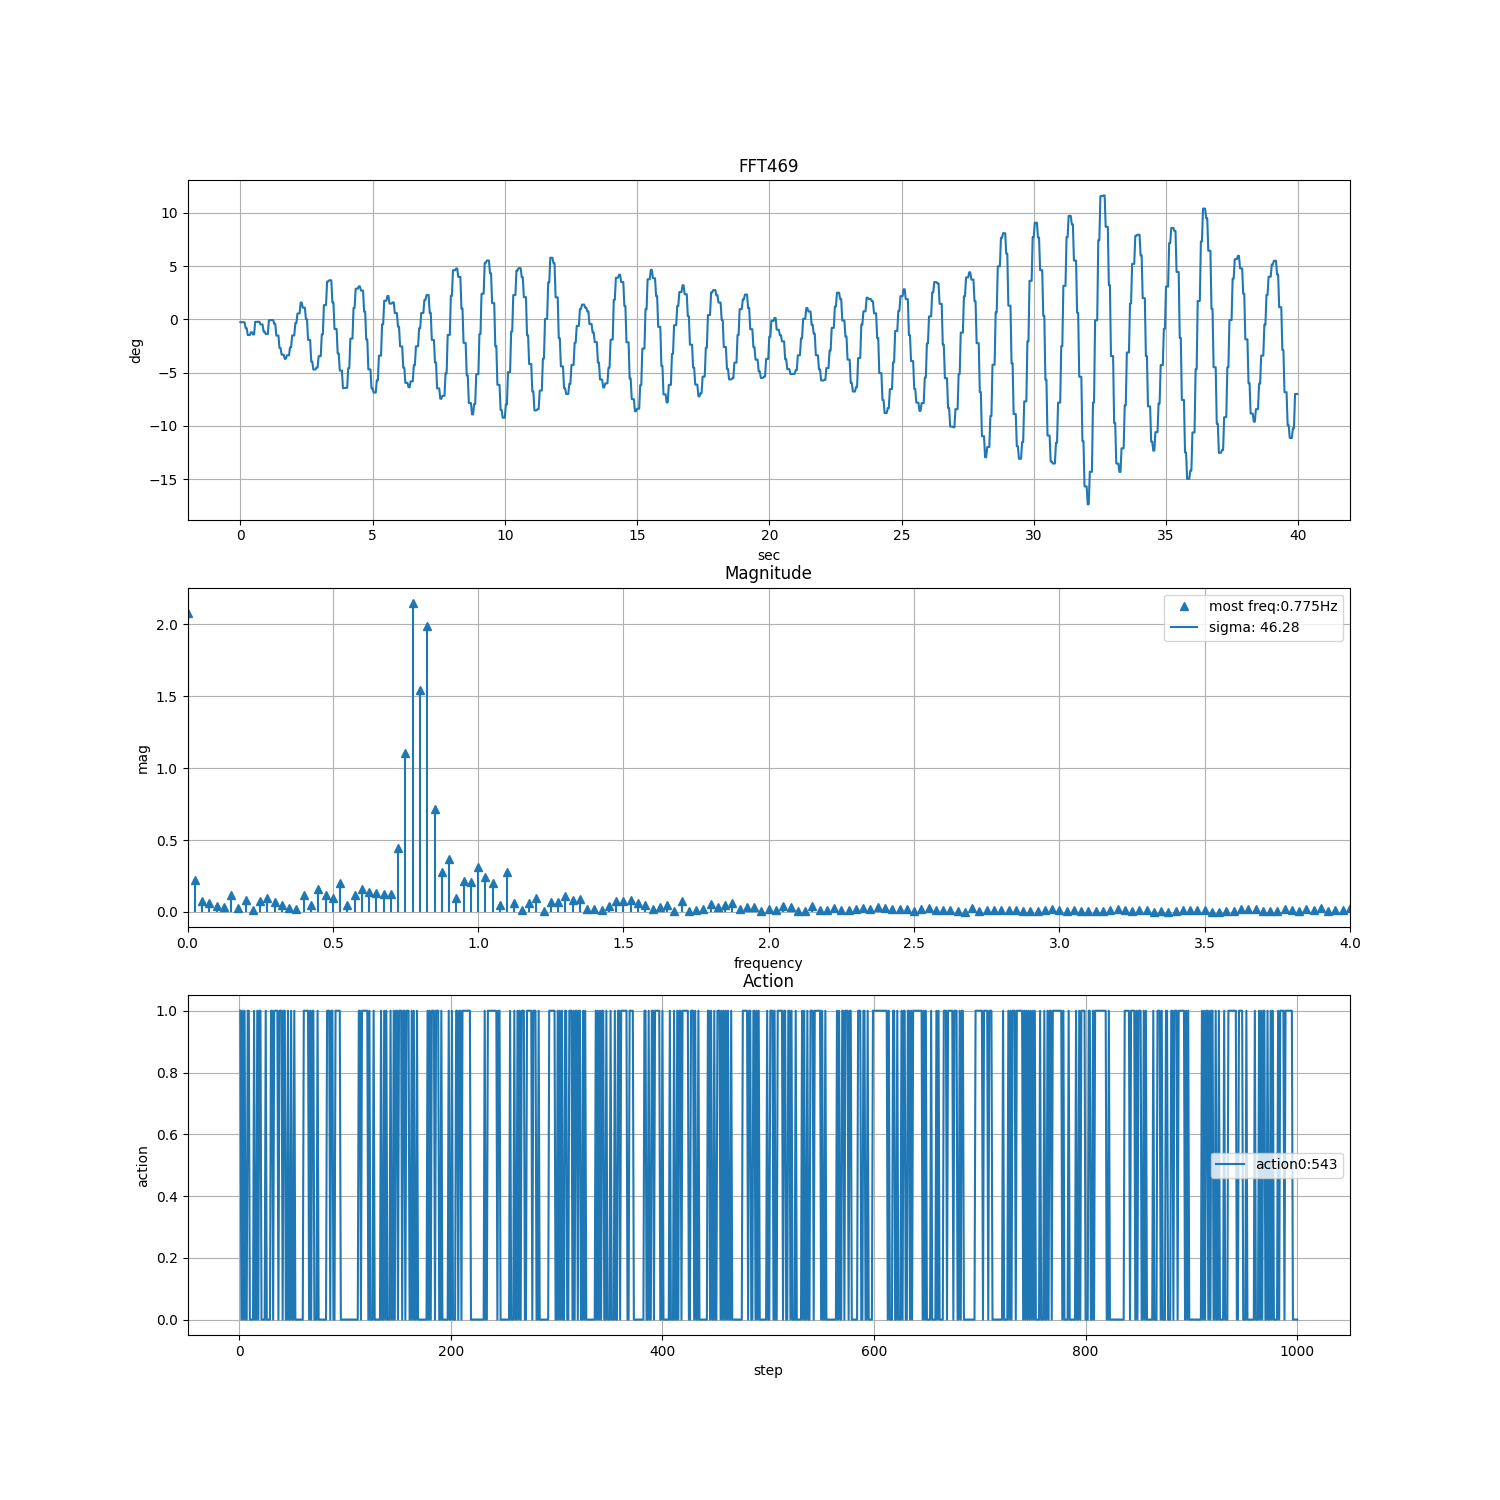 FFT469
10
5
0
−5
−10
−15
deg
0 5 10 15 20 25 30 35 40
sec
Magnitude
2.0
1.5
1.0
0.5
0.0
mag
most freq:0.775Hz
sigma: 46.28
0.0 0.5 1.0 1.5 2.0 2.5 3.0 3.5 4.0
frequency
Action
1.0
0.8
0.6
0.4
0.2
0.0
action
action0:543
0 200 400 600 800 1000
step